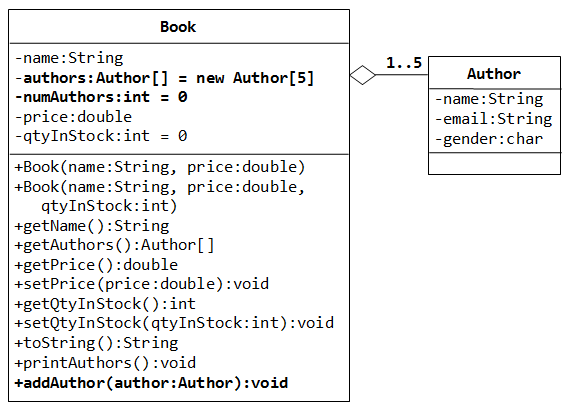 Book
-name:String
-authors:Author[] = new Author[5]
-numAuthors:int = 0
-price:double
-qtyInStock:int = 0
+Book(name:String, price:double)
+Book(name:String, price:double,
qtyInStock:int)
+getName():String
+getAuthors():Author[]
+getPrice():double
+setPrice(price:double):void
+getQtyInStock():int
+setQtyInStock(qtyInStock:int):void
+toString():String
+printAuthors():void
+addAuthor(author:Author):void
1..5
Author
-name:String
-email:String
-gender:char